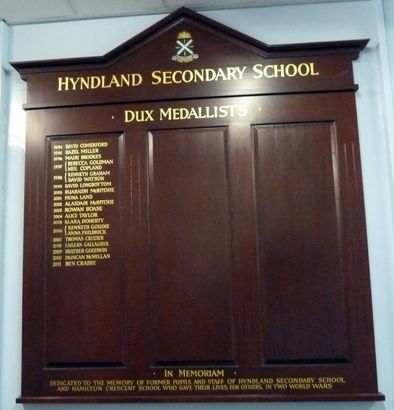 HYNDLAND SECONDARY SCHOOL
· DUX MEDALLISTS ·
1994 DAVID COMERFORD
1995 HAZEL MILLER
1996 MAIRI BROOKES
1997 { REBECCA GOLDMAN
NEIL COPLAND
1998 { KENNETH GRAHAM
DAVID WATSON
1999 DAVID LONGBOTTOM
2000 RUARAIDH McRITCHIE
2001 FIONA LAND
2002 ALASDAIR McRITCHIE
2003 ROWAN BOASE
2004 ALICE TAYLOR
2005 KLARA DOHERTY
2006 { KENNETH GOUDIE
ANNA PHILBRICK
2007 THOMAS CROZIER
2008 CAILEAN GALLAGHER
2009 HEATHER GOODWIN
2010 DUNCAN McMILLAN
2011 BEN CRABBE
· IN MEMORIAM ·
DEDICATED TO THE MEMORY OF FORMER PUPILS AND STAFF OF HYNDLAND SECONDARY SCHOOL
AND HAMILTON CRESCENT SCHOOL WHO GAVE THEIR LIVES, FOR OTHERS, IN TWO WORLD WARS